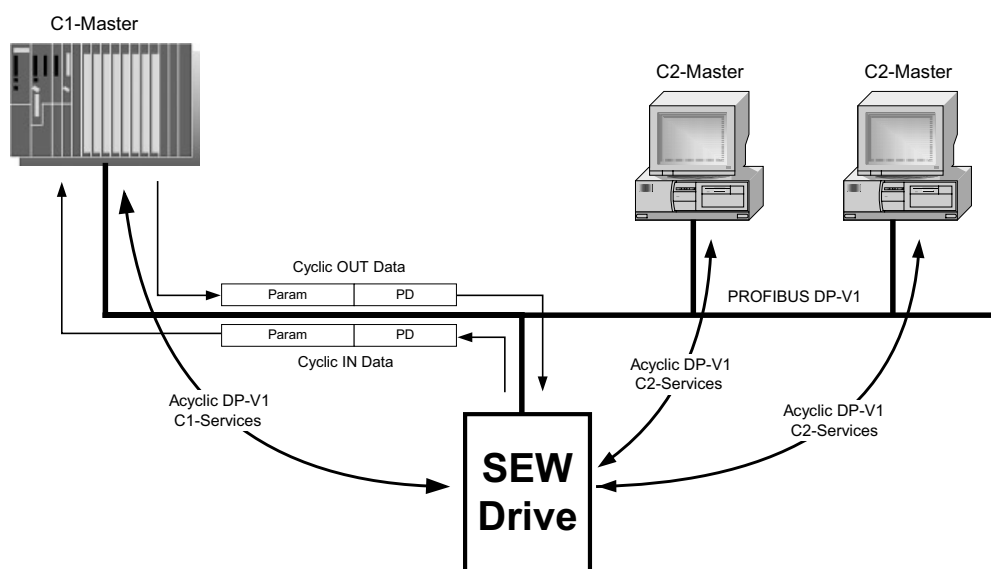 C1-Master
C2-Master
C2-Master
Cyclic OUT Data
Param
PD
PROFIBUS DP-V1
Param
PD
Cyclic IN Data
Acyclic DP-V1
C1-Services
Acyclic DP-V1
C2-Services
Acyclic DP-V1
C2-Services
SEW
Drive